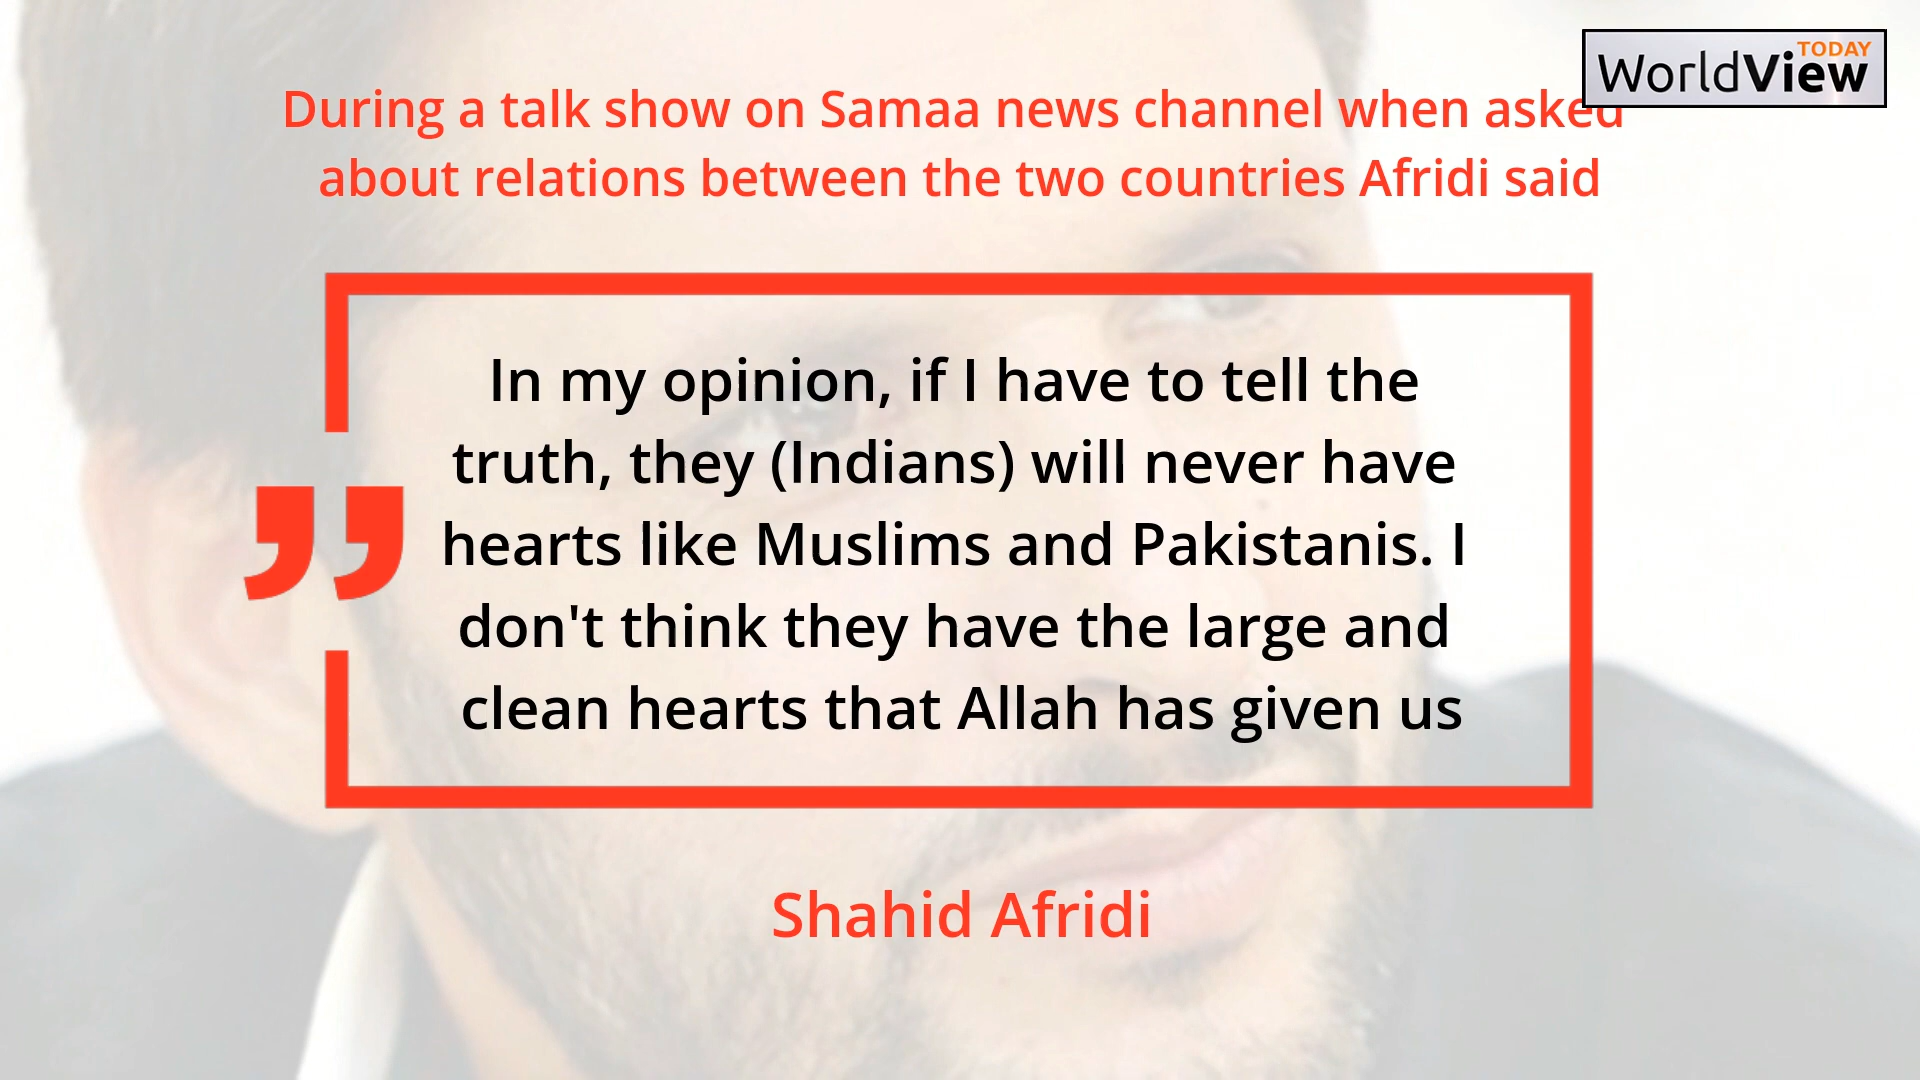 TODAY
WorldView
During a talk show on Samaa news channel when asked
about relations between the two countries Afridi said
In my opinion, if I have to tell the
truth, they (Indians) will never have
hearts like Muslims and Pakistanis. I
don't think they have the large and
clean hearts that Allah has given us
Shahid Afridi